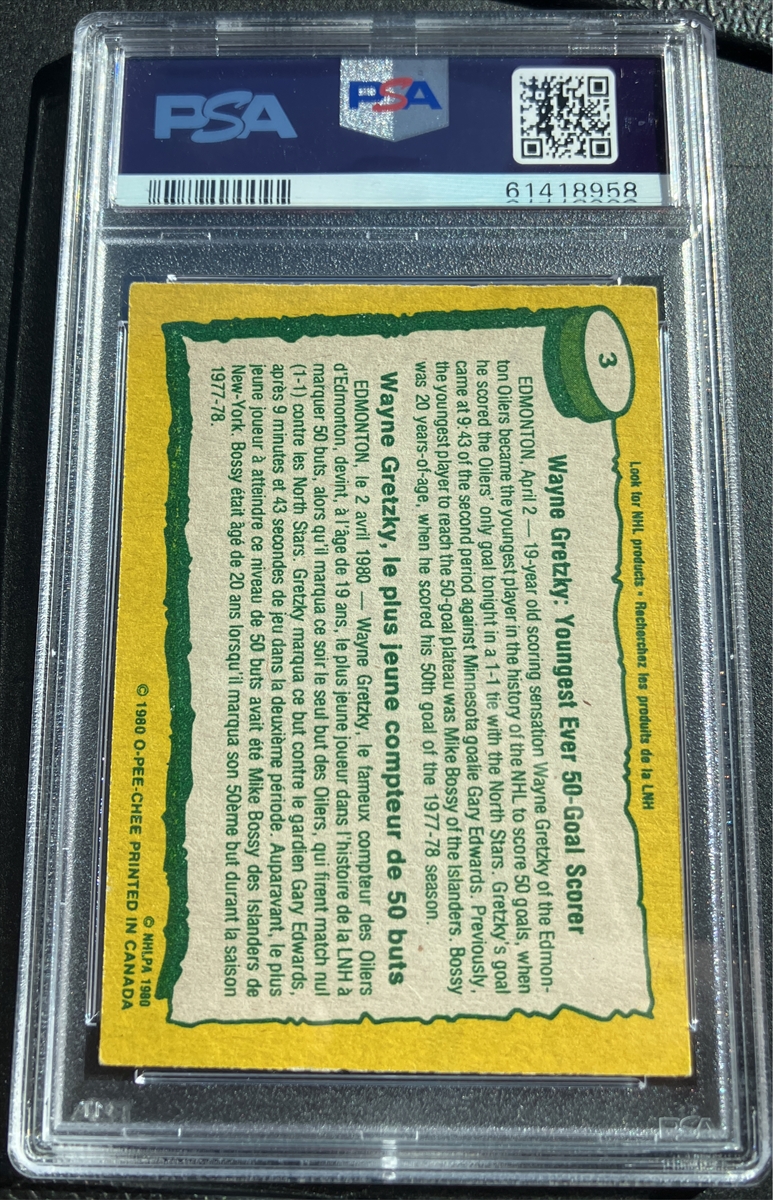 PSA
PSA
61418958
3
Look for NHL products • Recherchez les produits de la LNH
Wayne Gretzky: Youngest Ever 50-Goal Scorer
EDMONTON, April 2 — 19-year old scoring sensation Wayne Gretzky of the Edmon-
ton Oilers became the youngest player in the history of the NHL to score 50 goals, when
he scored the Oilers' only goal tonight in a 1-1 tie with the North Stars. Gretzky's goal
came at 9:43 of the second period against Minnesota goalie Gary Edwards. Previously,
the youngest player to reach the 50-goal plateau was Mike Bossy of the Islanders. Bossy
was 20 years-of-age, when he scored his 50th goal of the 1977-78 season.
Wayne Gretzky, le plus jeune compteur de 50 buts
EDMONTON, le 2 avril 1980 — Wayne Gretzky, le fameux compteur des Oilers
d'Edmonton, devint, à l'âge de 19 ans, le plus jeune joueur dans l'histoire de la LNH à
marquer 50 buts, alors qu'il marqua ce soir le seul but des Oilers, qui firent match nul
(1-1) contre les North Stars. Gretzky marqua ce but contre le gardien Gary Edwards,
après 9 minutes et 43 secondes de jeu dans la deuxième période. Auparavant, le plus
jeune joueur à atteindre ce niveau de 50 buts avait été Mike Bossy des Islanders de
New-York. Bossy était âgé de 20 ans lorsqu'il marqua son 50ème but durant la saison
1977-78.
© NHLPA 1980
© 1980 O-PEE-CHEE PRINTED IN CANADA
PSA